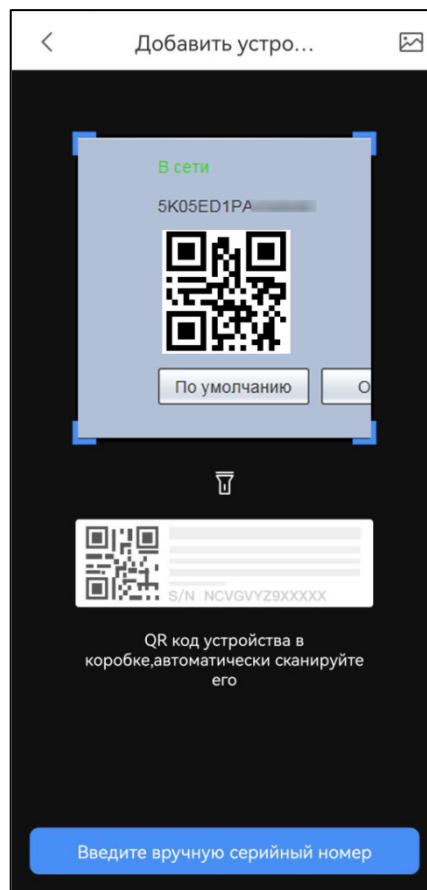 Добавить устро...
В сети
5K05ED1PA
По умолчанию
О
S/N NCVGVYZ9XXXXX
QR код устройства в
коробке,автоматически сканируйте
его
Введите вручную серийный номер